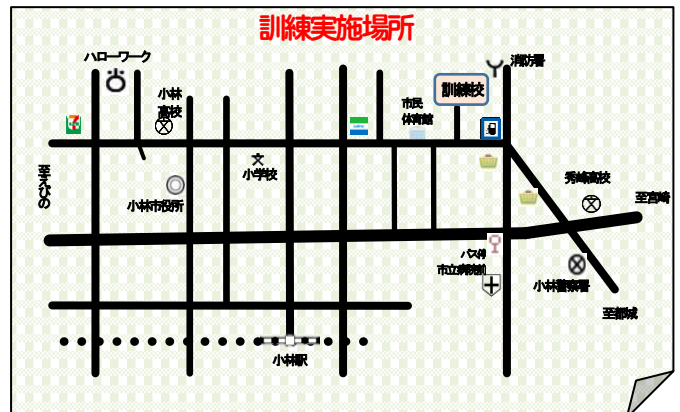 訓練実施場所
ハローワーク
消防署
訓練校
小林
高校
市民
体育館
小学校
至えびの
小林市役所
秀峰高校
至宮崎
バス停
市立病院前
小林警察署
至都城
小林駅